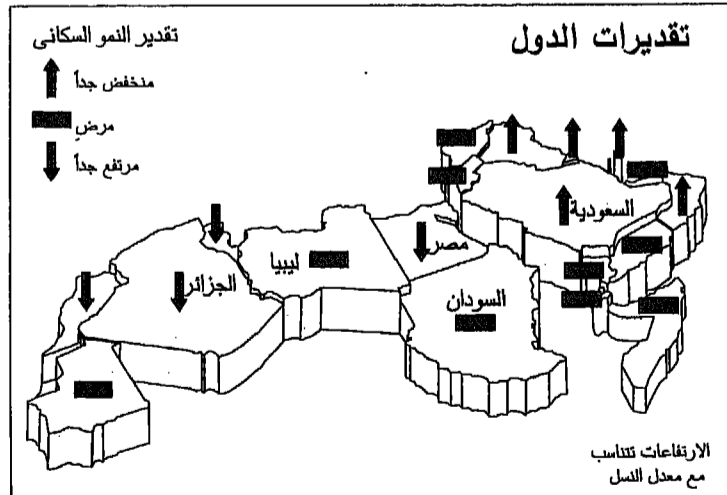 تقديرات الدول
تقدير النمو السكانى
منخفض جداً
مرضٍ
مرتفع جداً
السعودية
مصر
ليبيا
الجزائر
السودان
الارتفاعات تتناسب
مع معدل النسل